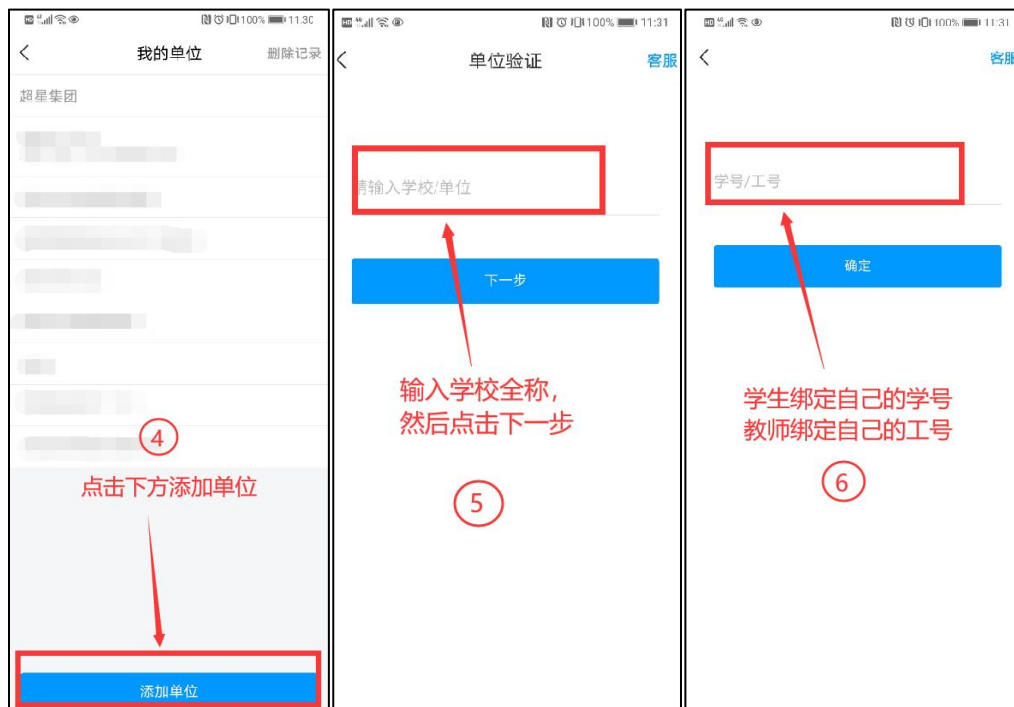 100% 11:30
我的单位
删除记录
超星集团
④
点击下方添加单位
添加单位
100% 11:31
单位验证
客服
请输入学校/单位
下一步
输入学校全称，
然后点击下一步
⑤
100% 11:31
客服
学号/工号
确定
学生绑定自己的学号
教师绑定自己的工号
⑥